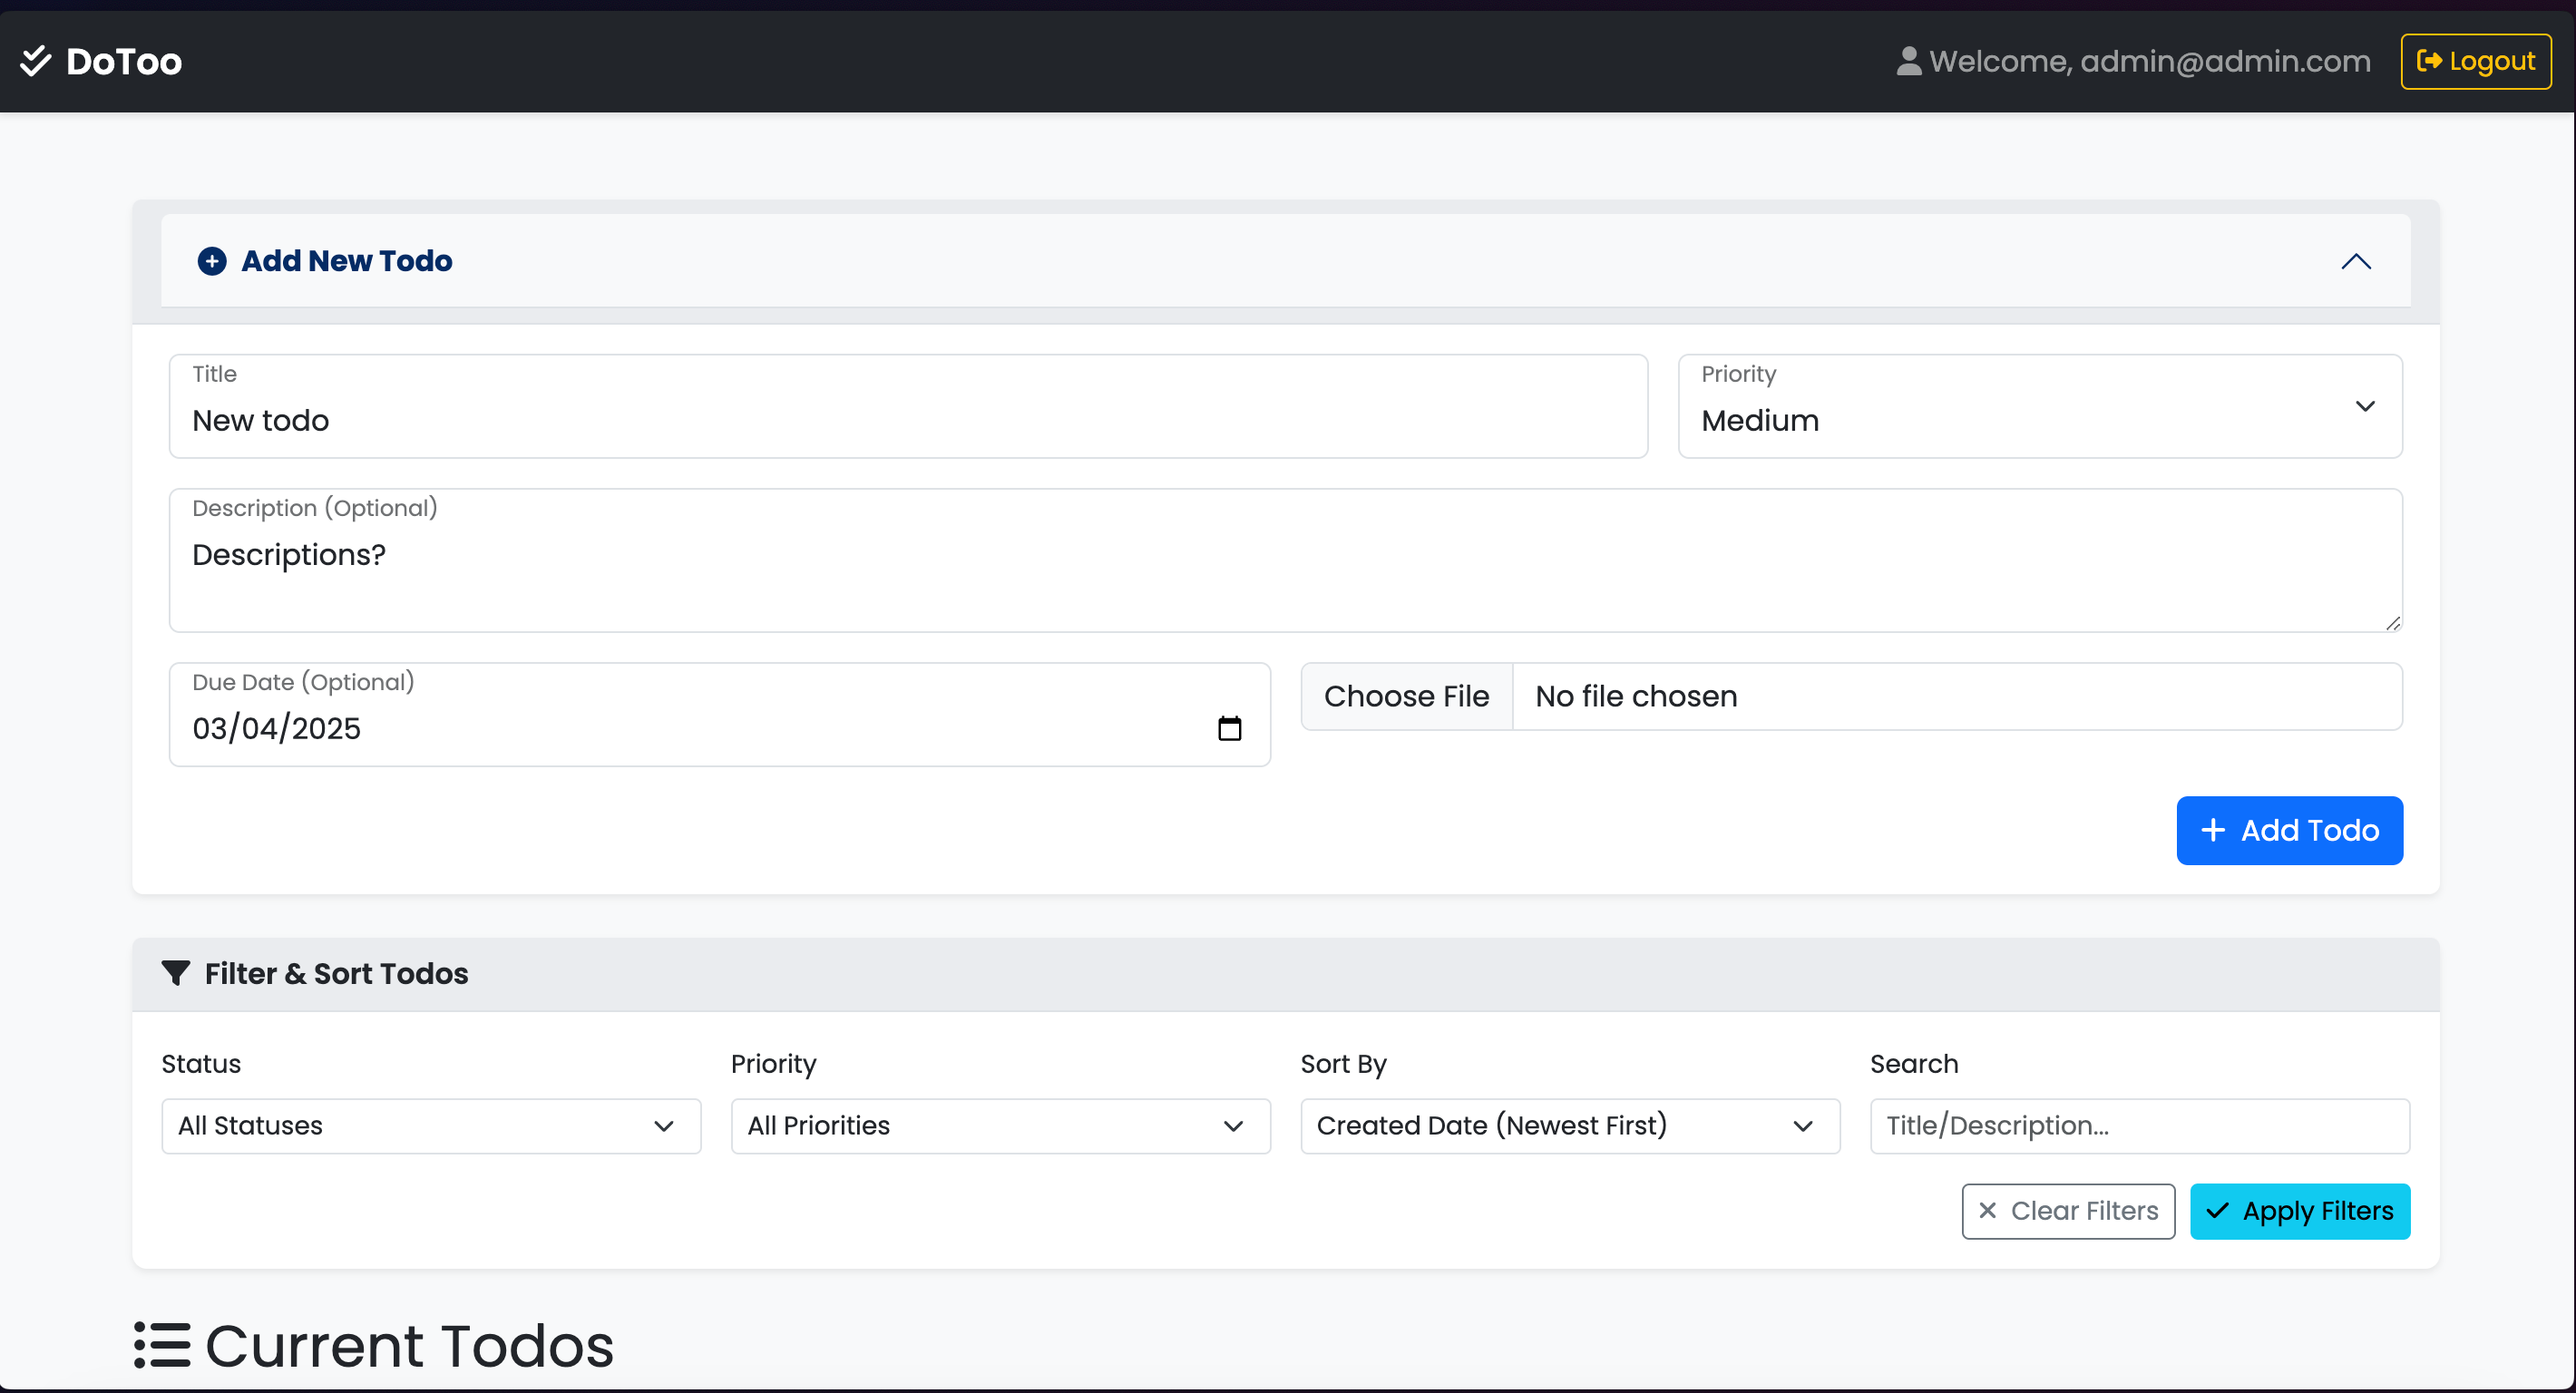 DoToo
Welcome, admin@admin.com
Logout
Add New Todo
Title
New todo
Priority
Medium
Description (Optional)
Descriptions?
Due Date (Optional)
03/04/2025
Choose File
No file chosen
Add Todo
Filter & Sort Todos
Status
Priority
Sort By
Search
All Statuses
All Priorities
Created Date (Newest First)
Title/Description...
Clear Filters
Apply Filters
Current Todos